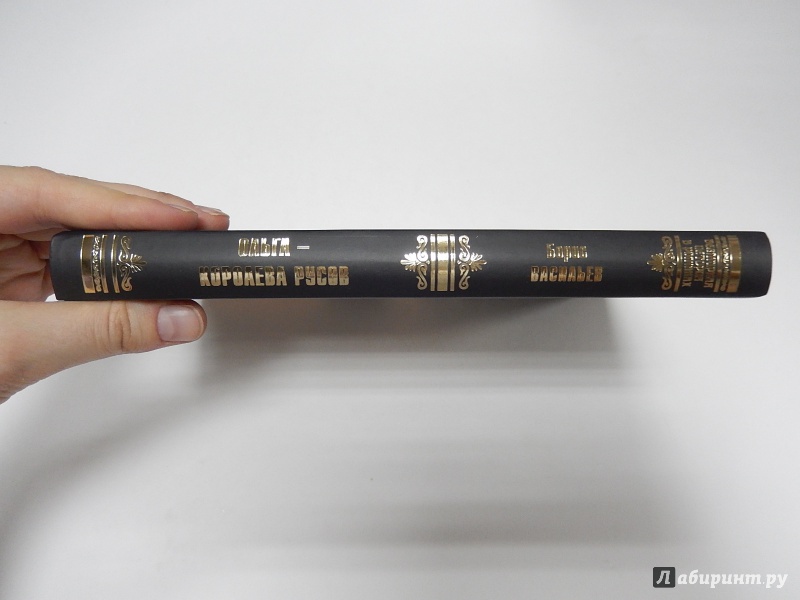 ОЛЬГА –
КОРОЛЕВА РУСОВ
Борис
ВАСИЛЬЕВ
Лабиринт.ру